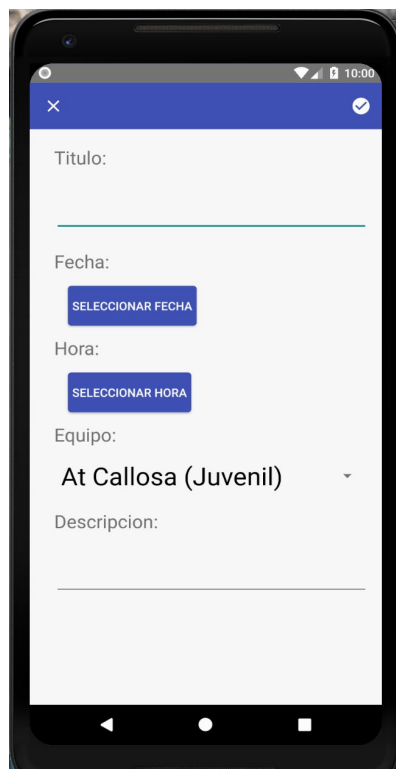 10:00
Titulo:
Fecha:
SELECCIONAR FECHA
Hora:
SELECCIONAR HORA
Equipo:
At Callosa (Juvenil)
Descripcion: